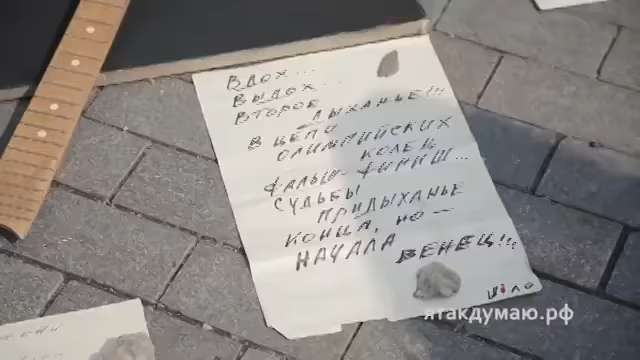 ВДОХ...
ВЫДОХ...
ВТОРОЕ
ДЫХАНЬЕ!!!
В ЦЕПИ
ОЛИМПИЙСКИХ
КОЛЕЦ
ФАЛЬШ-ФИНИШ...
СУДЬБЫ
ПРИДЫХАНЬЕ
КОНЦА, НО —
НАЧАЛА
ВЕНЕЦ!!!
ятакдумаю.рф